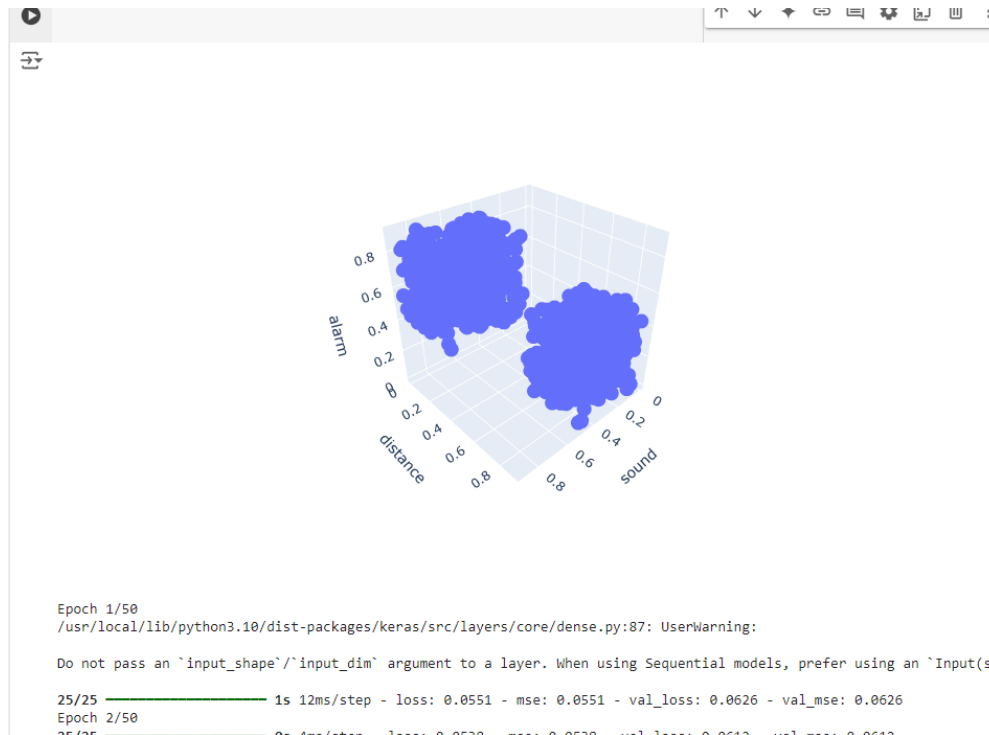 0.8
0.6
0.4
0.2
0
alarm
0
0.2
0.4
0.6
0.8
distance
0
0.2
0.4
0.6
0.8
sound
Epoch 1/50
/usr/local/lib/python3.10/dist-packages/keras/src/layers/core/dense.py:87: UserWarning:
Do not pass an `input_shape`/`input_dim` argument to a layer. When using Sequential models, prefer using an `Input(s
25/25 1s 12ms/step - loss: 0.0551 - mse: 0.0551 - val_loss: 0.0626 - val_mse: 0.0626
Epoch 2/50